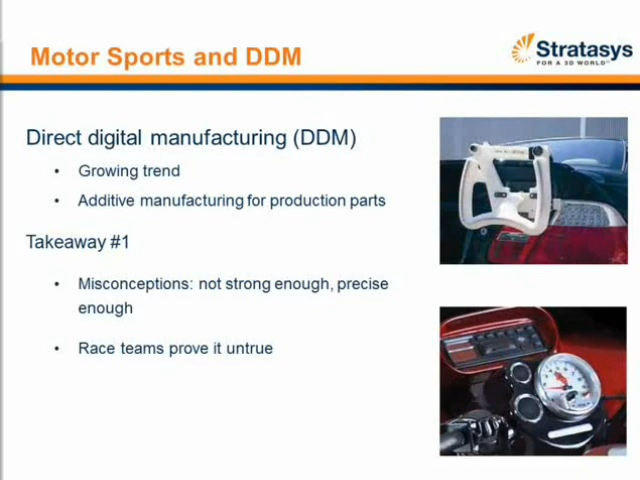 Motor Sports and DDM
Stratasys
FOR A 3D WORLD™
Direct digital manufacturing (DDM)
• Growing trend
• Additive manufacturing for production parts
Takeaway #1
• Misconceptions: not strong enough, precise
enough
• Race teams prove it untrue